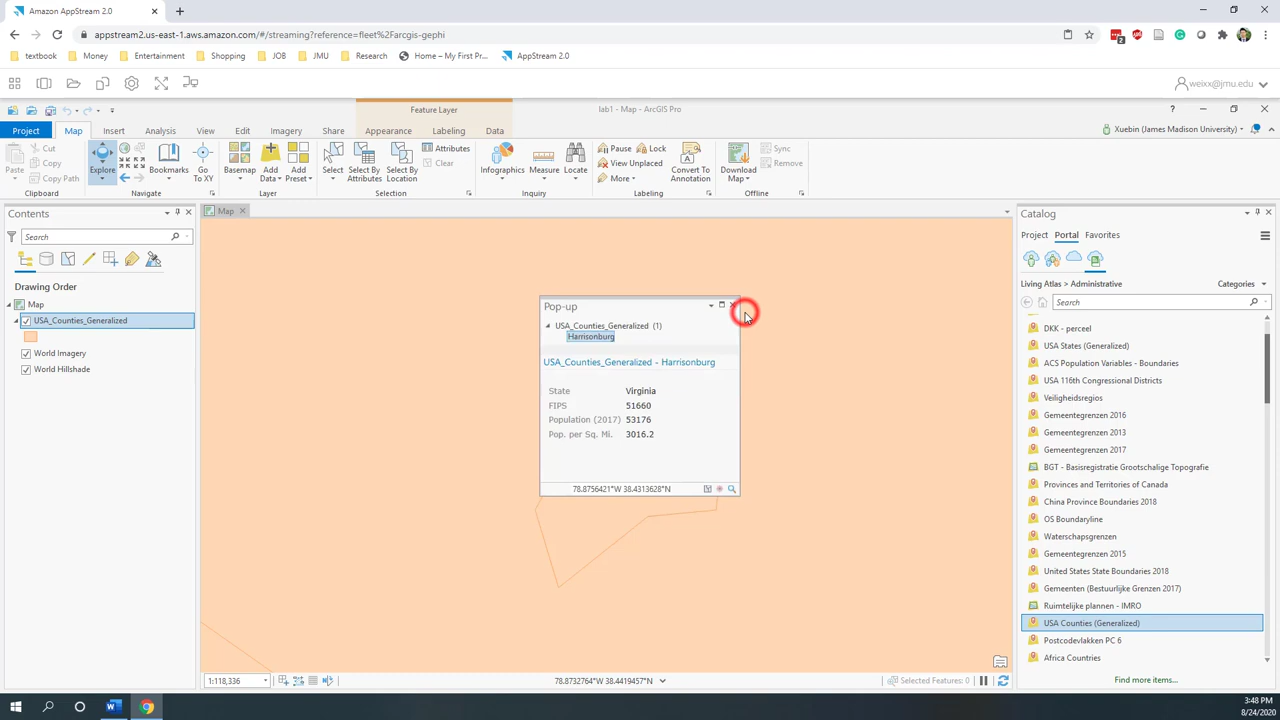 Amazon AppStream 2.0
appstream2.us-east-1.aws.amazon.com/#/streaming?reference=fleet%2Farcgis-gephi
textbook Money Entertainment Shopping JOB JMU Research Home – My First Pr... AppStream 2.0
weixx@jmu.edu
Feature Layer
lab1 - Map - ArcGIS Pro
Project Map Insert Analysis View Edit Imagery Share Appearance Labeling Data
Xuebin (James Madison University)
Paste
Cut
Copy
Copy Path
Clipboard
Explore
Bookmarks
Go To XY
Navigate
Basemap
Add Data
Add Preset
Layer
Select
Select By Attributes
Select By Location
Attributes
Clear
Selection
Infographics
Measure
Locate
Inquiry
Pause
Lock
View Unplaced
More
Convert To Annotation
Labeling
Download Map
Sync
Remove
Offline
Contents
Search
Drawing Order
Map
USA_Counties_Generalized
World Imagery
World Hillshade
Map
Pop-up
USA_Counties_Generalized (1)
Harrisonburg
USA_Counties_Generalized - Harrisonburg
State Virginia
FIPS 51660
Population (2017) 53176
Pop. per Sq. Mi. 3016.2
78.8756421°W 38.4313628°N
1:118,336
78.8732764°W 38.4419457°N
Selected Features: 0
Catalog
Project Portal Favorites
Living Atlas > Administrative
Categories
Search
DKK - perceel
USA States (Generalized)
ACS Population Variables - Boundaries
USA 116th Congressional Districts
Veiligheidsregios
Gemeentegrenzen 2016
Gemeentegrenzen 2013
Gemeentegrenzen 2017
BGT - Basisregistratie Grootschalige Topografie
Provinces and Territories of Canada
China Province Boundaries 2018
OS Boundaryline
Waterschapsgrenzen
Gemeentegrenzen 2015
United States State Boundaries 2018
Gemeenten (Bestuurlijke Grenzen 2017)
Ruimtelijke plannen - IMRO
USA Counties (Generalized)
Postcodevlakken PC 6
Africa Countries
Find more items...
3:48 PM
8/24/2020